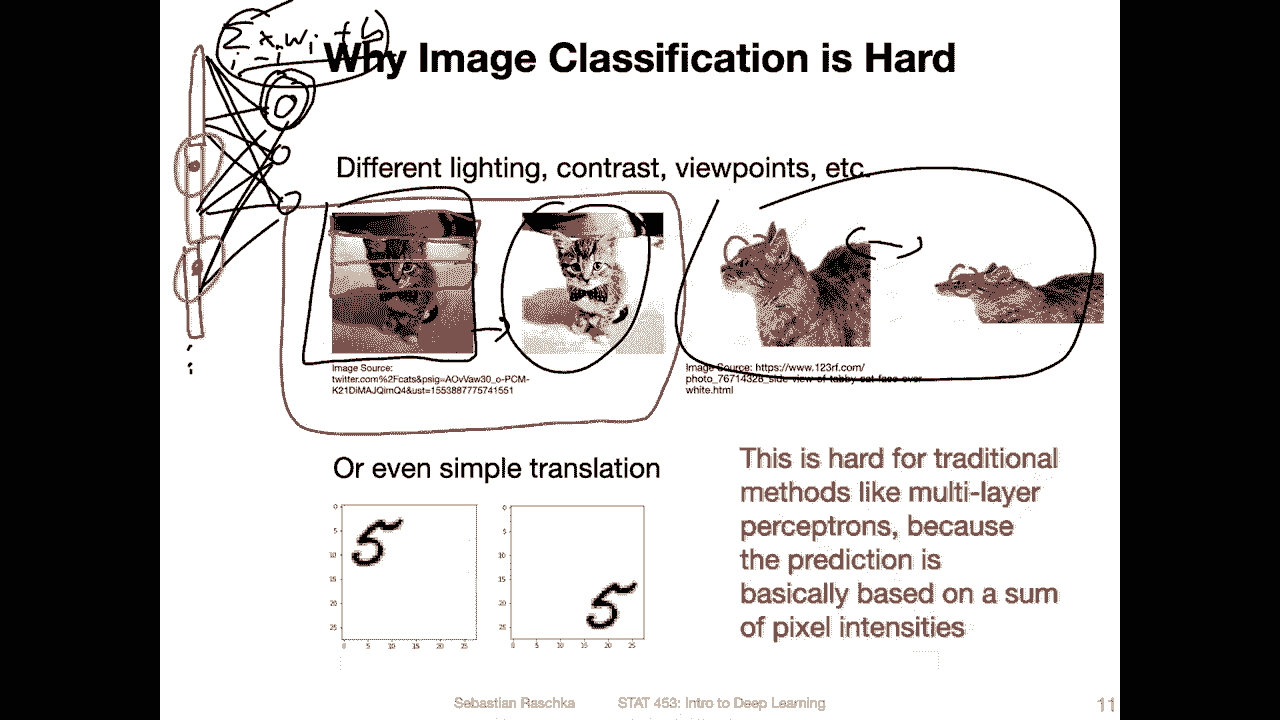 Σ xᵢ wᵢ + b
i
Why Image Classification is Hard
Different lighting, contrast, viewpoints, etc.
Image Source:
twitter.com%2Fcats&psig=AOvVaw30_o-PCM-
K21DiMAJQimQ4&ust=1553887775741551
Image Source: https://www.123rf.com/
photo_76714328_side-view-of-tabby-cat-face-over-
white.html
Or even simple translation
0
5
10
15
20
25
0 5 10 15 20 25
5
0
5
10
15
20
25
0 5 10 15 20 25
5
This is hard for traditional
methods like multi-layer
perceptrons, because
the prediction is
basically based on a sum
of pixel intensities
Sebastian Raschka STAT 453: Intro to Deep Learning 11